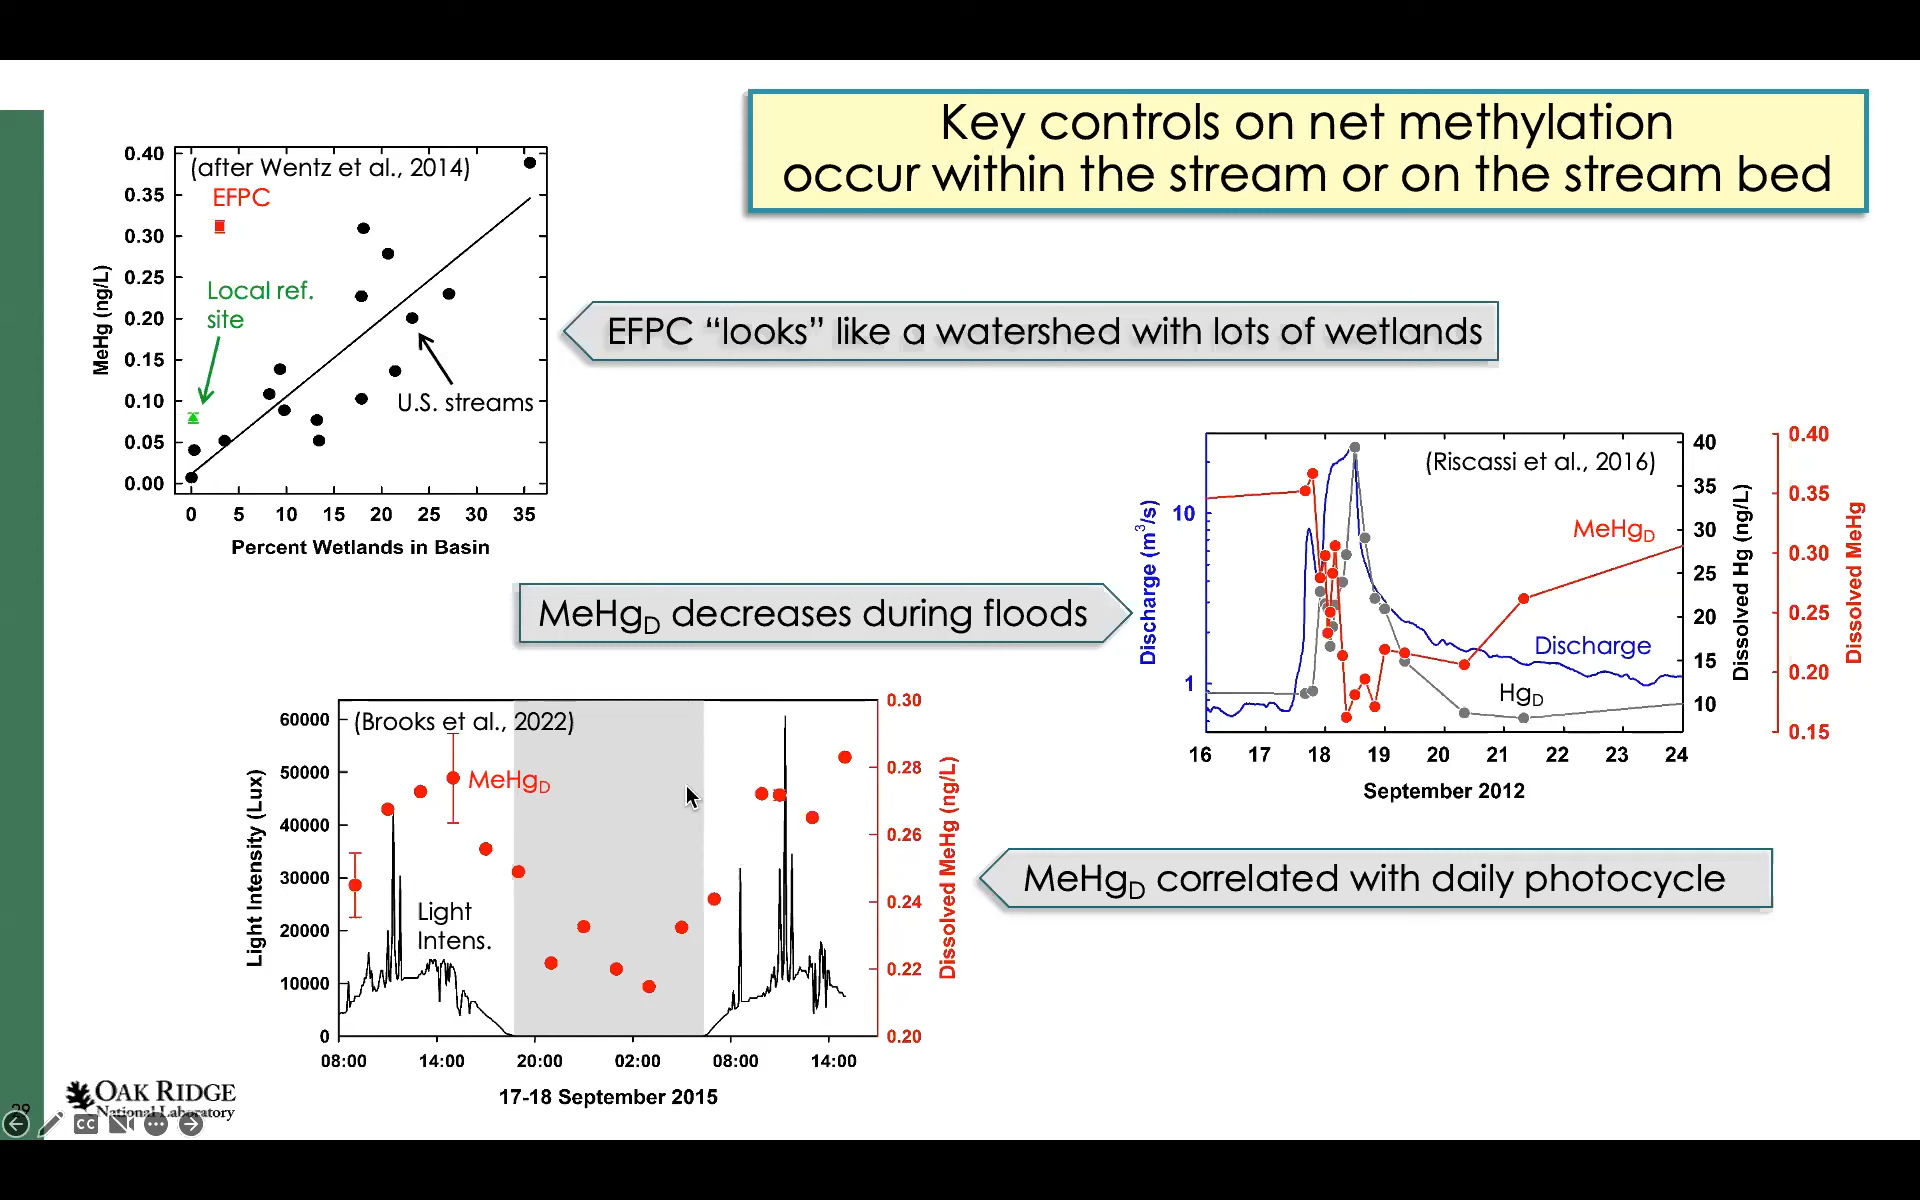 Key controls on net methylation
occur within the stream or on the stream bed
(after Wentz et al., 2014)
EFPC
Local ref.
site
U.S. streams
MeHg (ng/L)
0.40
0.35
0.30
0.25
0.20
0.15
0.10
0.05
0.00
0 5 10 15 20 25 30 35
Percent Wetlands in Basin
EFPC “looks” like a watershed with lots of wetlands
MeHgD decreases during floods
(Riscassi et al., 2016)
MeHgD
Discharge
HgD
Discharge (m3/s)
10
1
40
35
30
25
20
15
10
Dissolved Hg (ng/L)
0.40
0.35
0.30
0.25
0.20
0.15
Dissolved MeHg
16 17 18 19 20 21 22 23 24
September 2012
(Brooks et al., 2022)
MeHgD
Light
Intens.
Light Intensity (Lux)
60000
50000
40000
30000
20000
10000
0
0.30
0.28
0.26
0.24
0.22
0.20
Dissolved MeHg (ng/L)
08:00 14:00 20:00 02:00 08:00 14:00
17-18 September 2015
MeHgD correlated with daily photocycle
OAK RIDGE
National Laboratory
29
CC